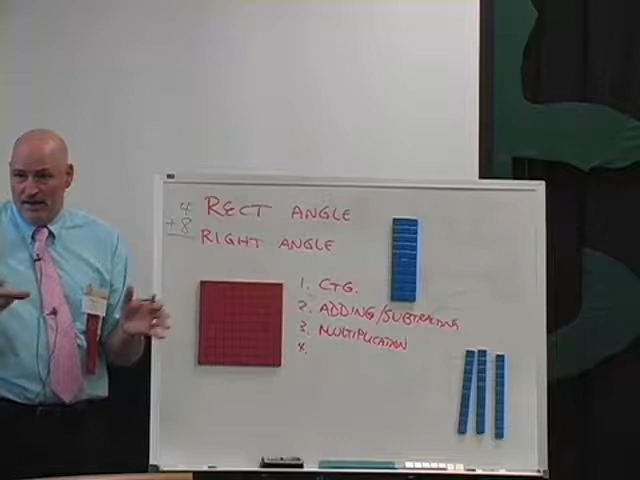 4
+8
RECT ANGLE
RIGHT ANGLE
1. CTG.
2. ADDING/SUBTRACTING
3. MULTIPLICATION
4.